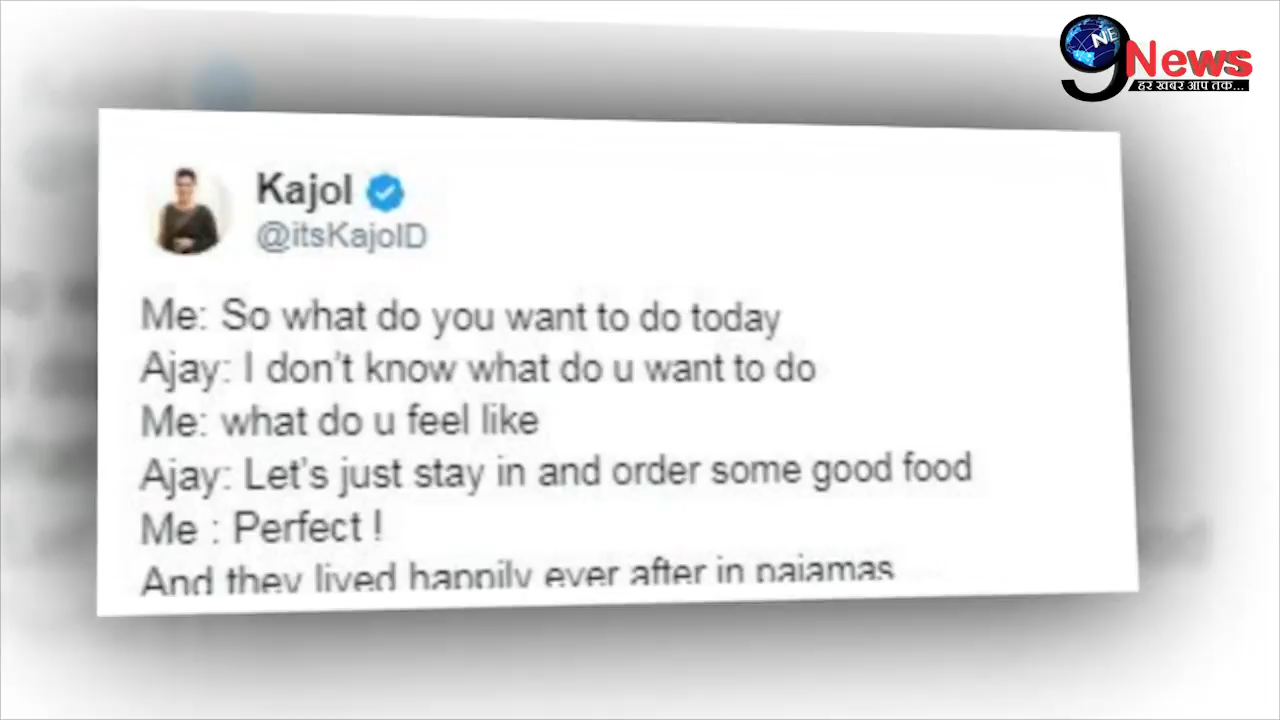 9 NE News
हर खबर आप तक...
Kajol
@itsKajolD
Me: So what do you want to do today
Ajay: I don't know what do u want to do
Me: what do u feel like
Ajay: Let's just stay in and order some good food
Me : Perfect !
And they lived happily ever after in pajamas